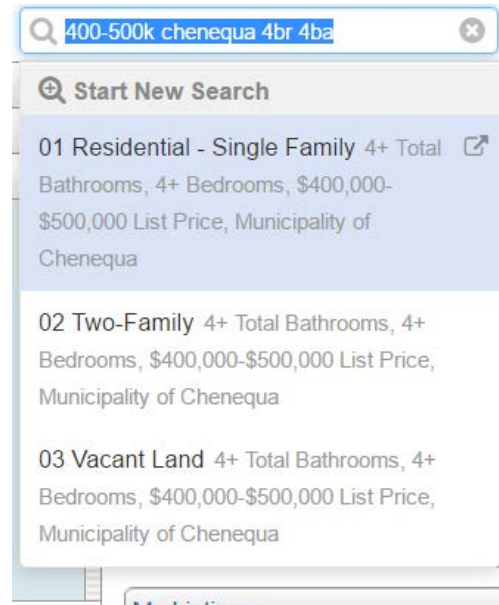 400-500k chenequa 4br 4ba
Start New Search
01 Residential - Single Family 4+ Total
Bathrooms, 4+ Bedrooms, $400,000-
$500,000 List Price, Municipality of
Chenequa
02 Two-Family 4+ Total Bathrooms, 4+
Bedrooms, $400,000-$500,000 List Price,
Municipality of Chenequa
03 Vacant Land 4+ Total Bathrooms, 4+
Bedrooms, $400,000-$500,000 List Price,
Municipality of Chenequa